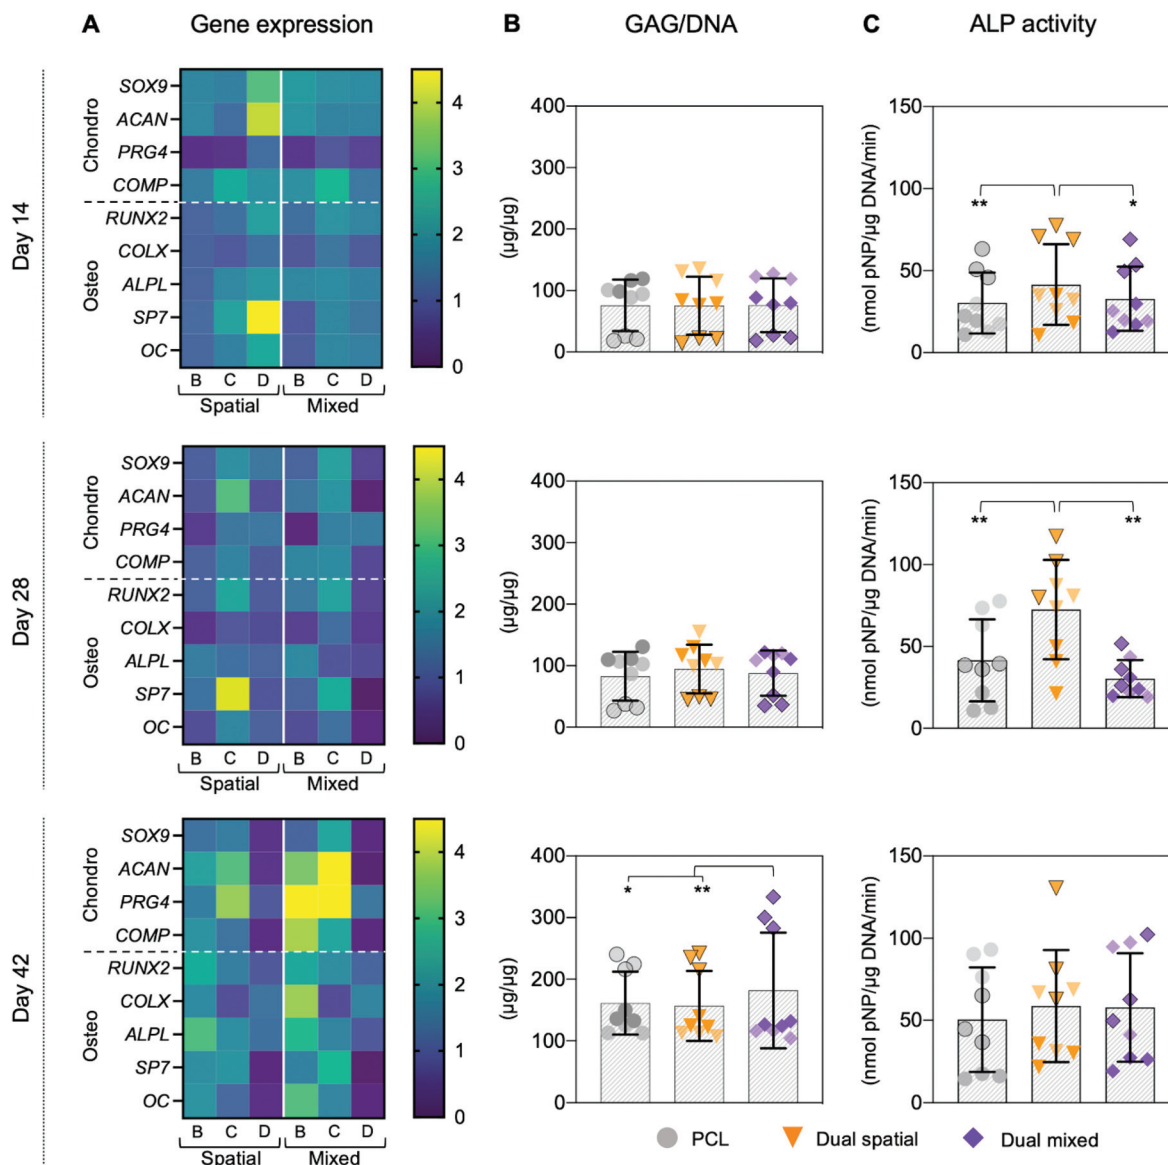 A Gene expression B GAG/DNA C ALP activity
Day 14
Chondro
Osteo
SOX9
ACAN
PRG4
COMP
RUNX2
COLX
ALPL
SP7
OC
B C D B C D
Spatial Mixed
4
3
2
1
0
(µg/µg)
400
300
200
100
0
(nmol pNP/µg DNA/min)
150
100
50
0
** *
Day 28
Chondro
Osteo
SOX9
ACAN
PRG4
COMP
RUNX2
COLX
ALPL
SP7
OC
B C D B C D
Spatial Mixed
4
3
2
1
0
(µg/µg)
400
300
200
100
0
(nmol pNP/µg DNA/min)
150
100
50
0
** **
Day 42
Chondro
Osteo
SOX9
ACAN
PRG4
COMP
RUNX2
COLX
ALPL
SP7
OC
B C D B C D
Spatial Mixed
4
3
2
1
0
(µg/µg)
400
300
200
100
0
* **
(nmol pNP/µg DNA/min)
150
100
50
0
PCL Dual spatial Dual mixed